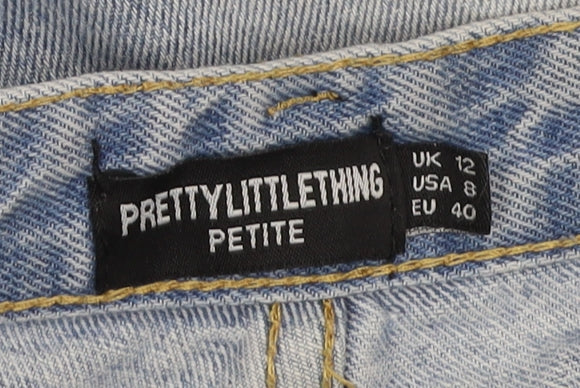 PRETTYLITTLETHING
PETITE
UK 12
USA 8
EU 40